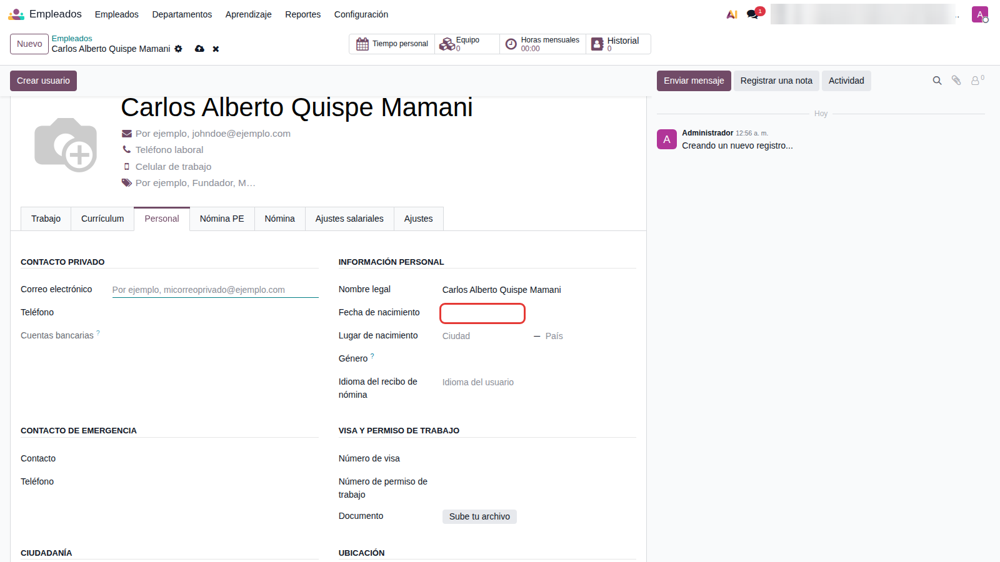 Empleados
Empleados
Departamentos
Aprendizaje
Reportes
Configuración
AI
1
A
Nuevo
Empleados
Carlos Alberto Quispe Mamani
Tiempo personal
Equipo
0
Horas mensuales
00:00
Historial
0
Crear usuario
Enviar mensaje
Registrar una nota
Actividad
0
Carlos Alberto Quispe Mamani
Por ejemplo, johndoe@ejemplo.com
Teléfono laboral
Celular de trabajo
Por ejemplo, Fundador, M…
Hoy
A
Administrador 12:56 a. m.
Creando un nuevo registro...
Trabajo
Currículum
Personal
Nómina PE
Nómina
Ajustes salariales
Ajustes
CONTACTO PRIVADO
Correo electrónico
Por ejemplo, micorreoprivado@ejemplo.com
Teléfono
Cuentas bancarias ?
INFORMACIÓN PERSONAL
Nombre legal
Carlos Alberto Quispe Mamani
Fecha de nacimiento
Lugar de nacimiento
Ciudad
– País
Género ?
Idioma del recibo de
nómina
Idioma del usuario
CONTACTO DE EMERGENCIA
Contacto
Teléfono
VISA Y PERMISO DE TRABAJO
Número de visa
Número de permiso de
trabajo
Documento
Sube tu archivo
CIUDADANÍA
UBICACIÓN